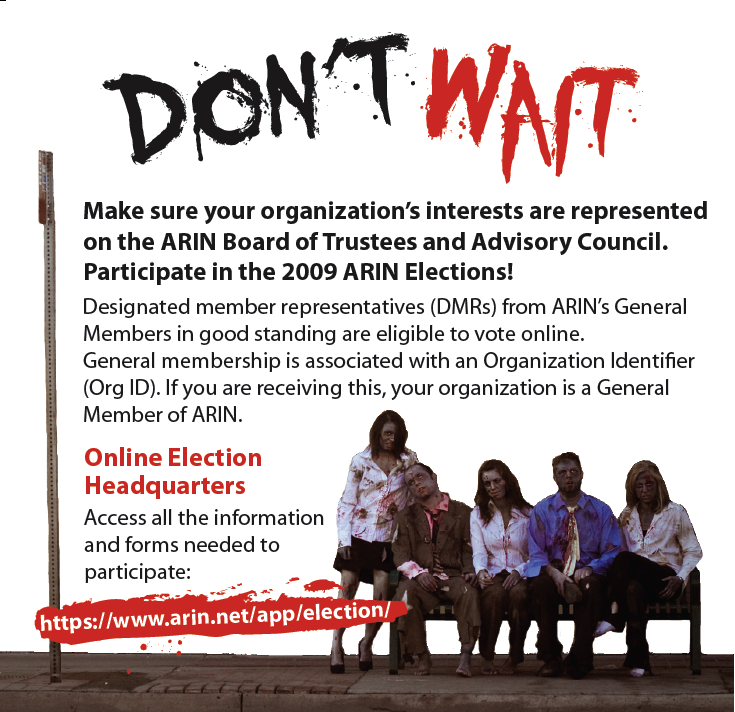 DON'T WAIT
Make sure your organization's interests are represented
on the ARIN Board of Trustees and Advisory Council.
Participate in the 2009 ARIN Elections!
Designated member representatives (DMRs) from ARIN's General
Members in good standing are eligible to vote online.
General membership is associated with an Organization Identifier
(Org ID). If you are receiving this, your organization is a General
Member of ARIN.
Online Election
Headquarters
Access all the information
and forms needed to
participate:
https://www.arin.net/app/election/